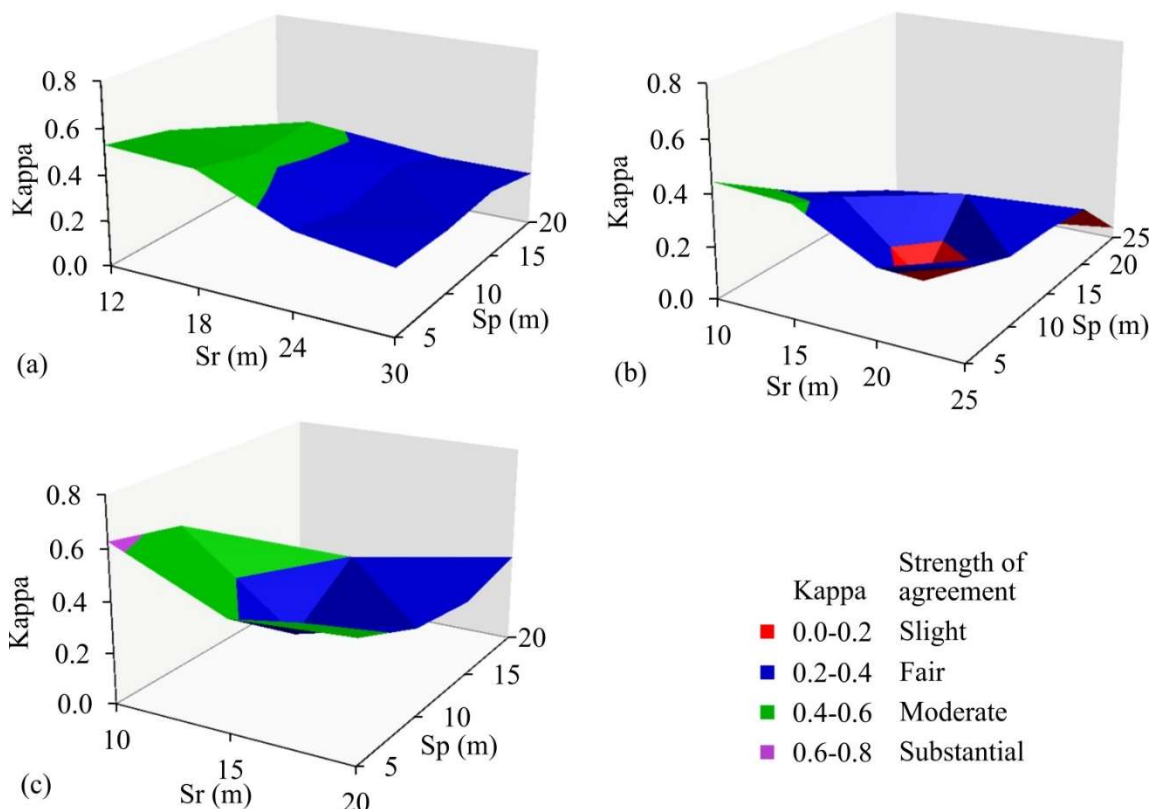 0.8
0.6
0.4
0.2
0.0
Kappa
12
18
24
30
Sr (m)
5
10
15
20
Sp (m)
(a)
0.8
0.6
0.4
0.2
0.0
Kappa
10
15
20
25
Sr (m)
5
10
15
20
25
Sp (m)
(b)
0.8
0.6
0.4
0.2
0.0
Kappa
10
15
20
Sr (m)
5
10
15
20
Sp (m)
(c)
Kappa Strength of agreement
0.0-0.2 Slight
0.2-0.4 Fair
0.4-0.6 Moderate
0.6-0.8 Substantial